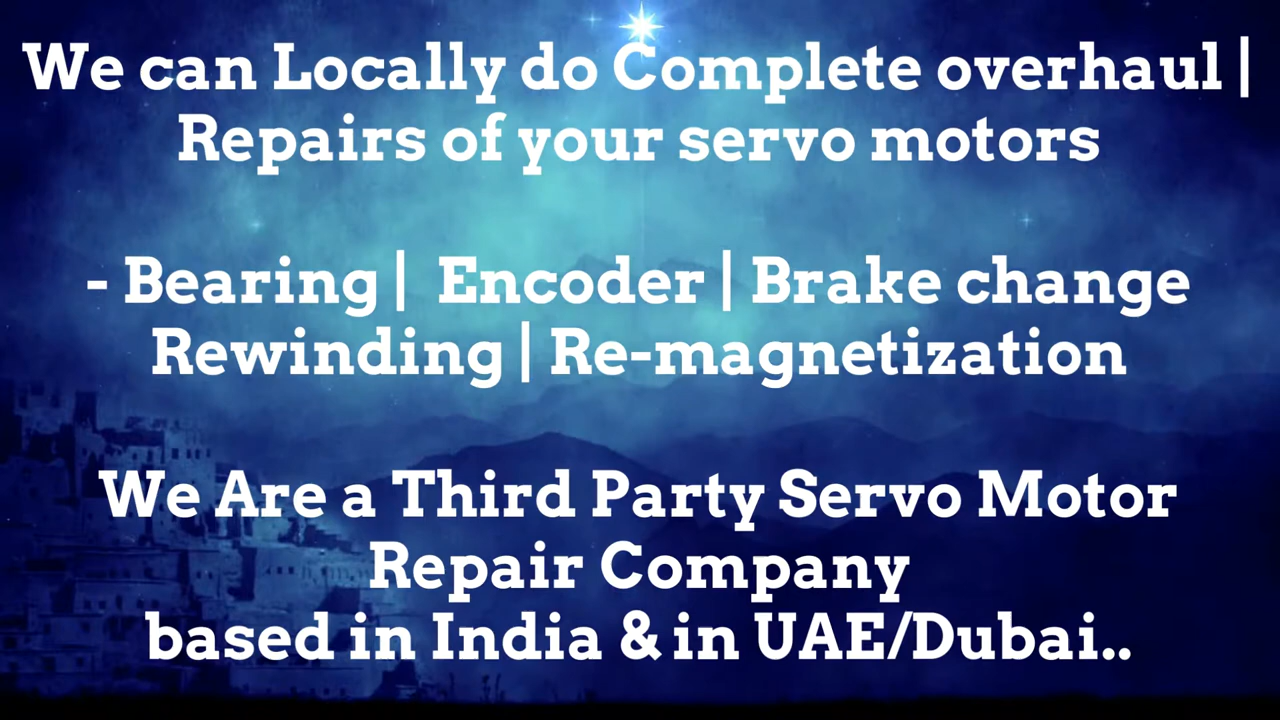 We can Locally do Complete overhaul |
Repairs of your servo motors
- Bearing | Encoder | Brake change
Rewinding | Re-magnetization
We Are a Third Party Servo Motor
Repair Company
based in India & in UAE/Dubai..